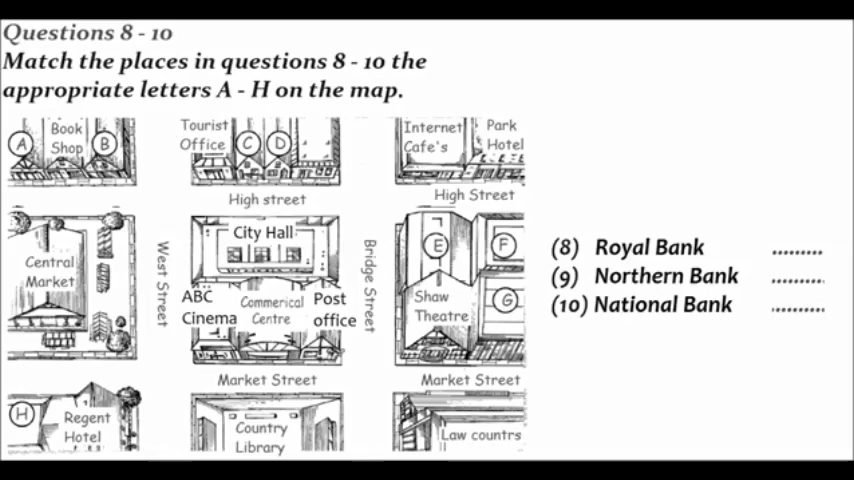 Questions 8 - 10
Match the places in questions 8 - 10 the
appropriate letters A - H on the map.
A
Book
Shop
B
Tourist
Office
C
D
Internet
Cafe's
Park
Hotel
High street
High Street
City Hall
E
F
Central
Market
West Street
Bridge Street
ABC
Cinema
Commerical
Centre
Post
office
Shaw
Theatre
G
Market Street
Market Street
H
Regent
Hotel
Country
Library
Law countrs
(8) Royal Bank .........
(9) Northern Bank .........
(10) National Bank .........